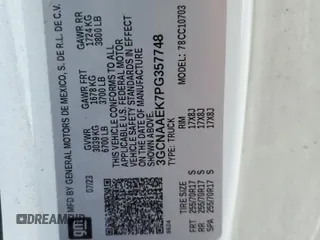 MFD BY GENERAL MOTORS DE MEXICO, S. DE R.L. DE C.V.
07/23
GVWR
3039 KG
6700 LB
GAWR FR
1678 KG
3700 LB
GAWR RR
1724 KG
3800 LB
THIS VEHICLE CONFORMS TO ALL APPLICABLE U.S. FEDERAL MOTOR VEHICLE SAFETY STANDARDS IN EFFECT ON THE DATE OF MANUFACTURE SHOWN ABOVE.
3GCNAAEK7PG357748
TYPE: TRUCK
78CC10703
TIRE SIZE
RIM
FRT 255/70R17 S 17X8J
RR 255/70R17 S 17X8J
SPA 255/70R17 S 17X8J
gm
© DREAMBID